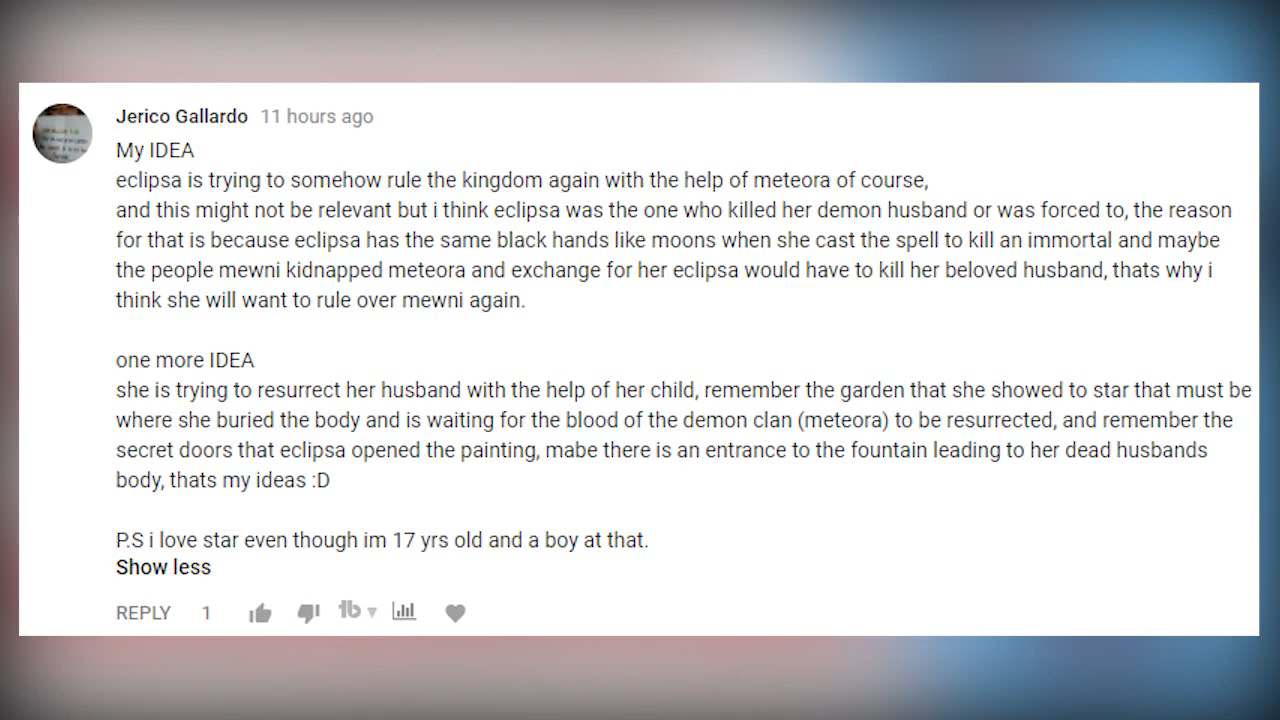 Jerico Gallardo 11 hours ago
My IDEA
eclipsa is trying to somehow rule the kingdom again with the help of meteora of course,
and this might not be relevant but i think eclipsa was the one who killed her demon husband or was forced to, the reason
for that is because eclipsa has the same black hands like moons when she cast the spell to kill an immortal and maybe
the people mewni kidnapped meteora and exchange for her eclipsa would have to kill her beloved husband, thats why i
think she will want to rule over mewni again.
one more IDEA
she is trying to resurrect her husband with the help of her child, remember the garden that she showed to star that must be
where she buried the body and is waiting for the blood of the demon clan (meteora) to be resurrected, and remember the
secret doors that eclipsa opened the painting, mabe there is an entrance to the fountain leading to her dead husbands
body, thats my ideas :D
P.S i love star even though im 17 yrs old and a boy at that.
Show less
REPLY 1 tb